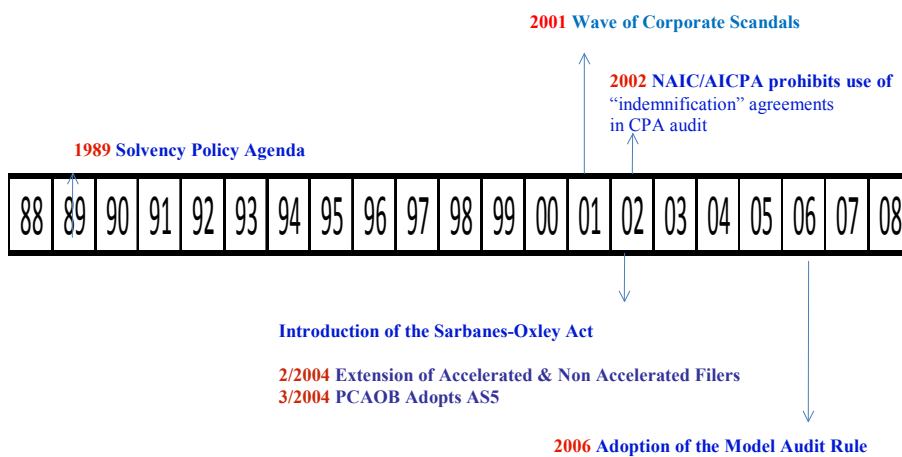 2001 Wave of Corporate Scandals
2002 NAIC/AICPA prohibits use of
“indemnification” agreements
in CPA audit
1989 Solvency Policy Agenda
88 89 90 91 92 93 94 95 96 97 98 99 00 01 02 03 04 05 06 07 08
Introduction of the Sarbanes-Oxley Act
2/2004 Extension of Accelerated & Non Accelerated Filers
3/2004 PCAOB Adopts AS5
2006 Adoption of the Model Audit Rule